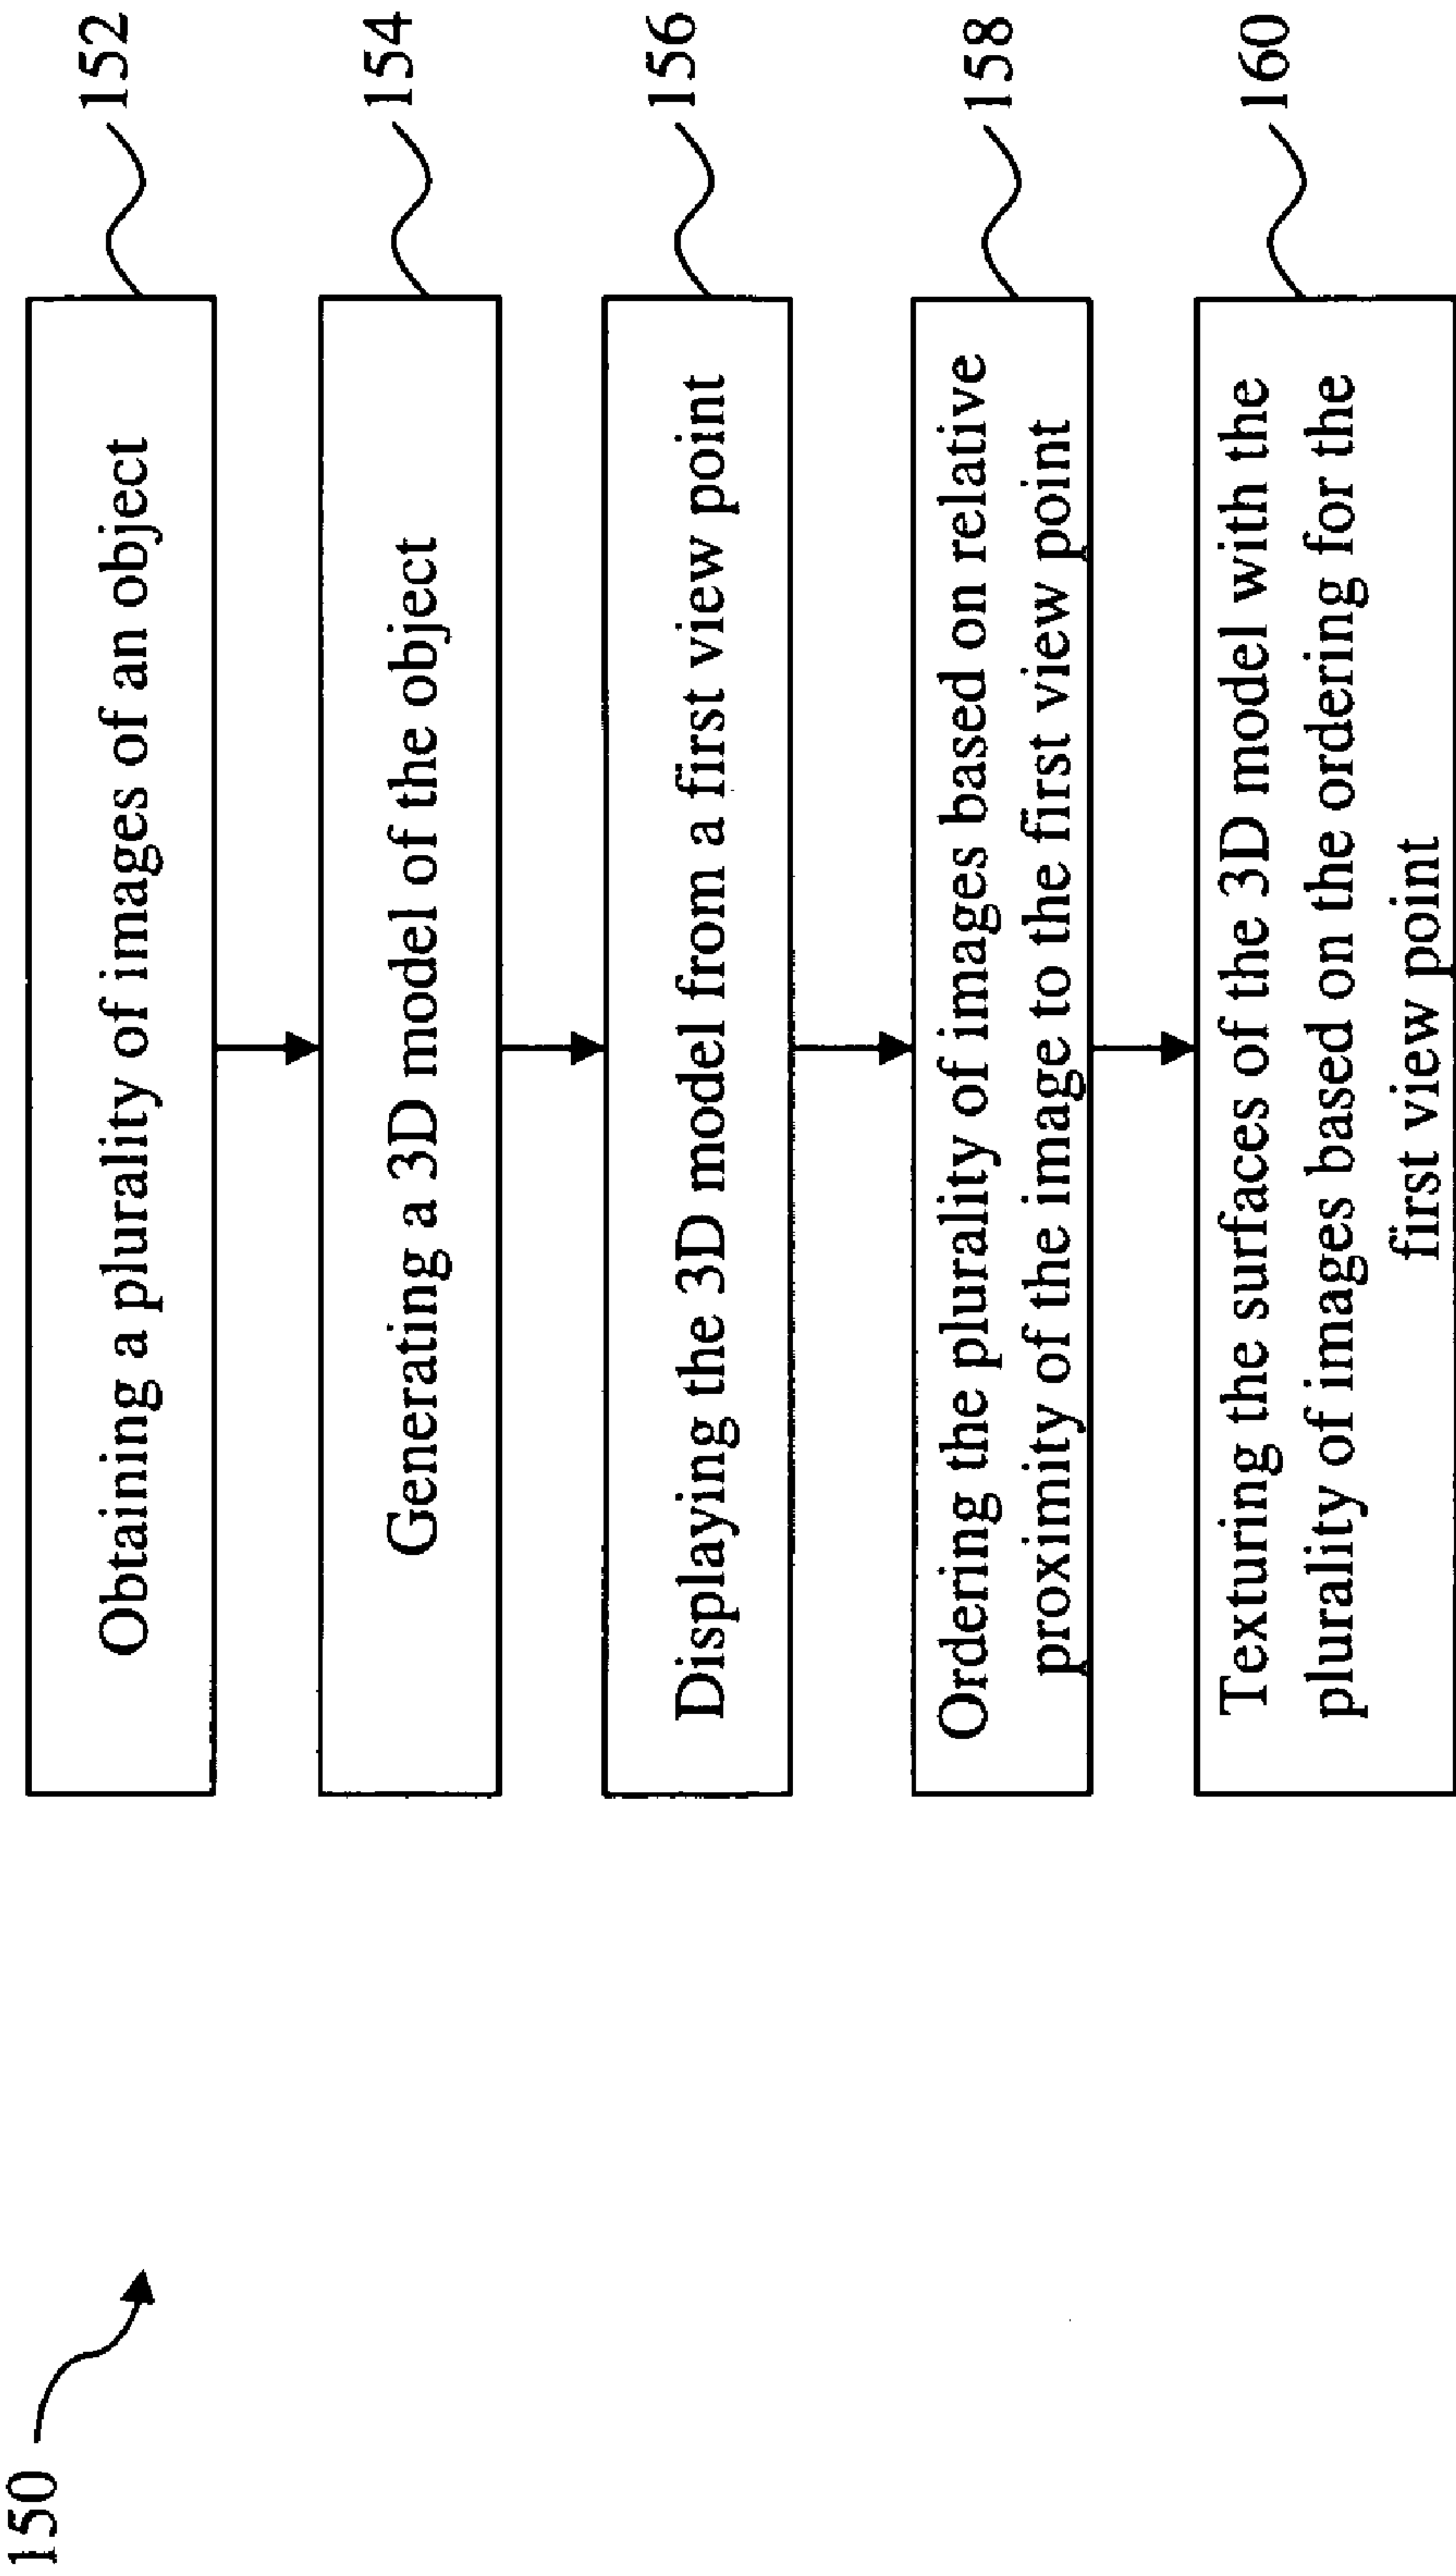 150
Obtaining a plurality of images of an object
152
Generating a 3D model of the object
154
Displaying the 3D model from a first view point
156
Ordering the plurality of images based on relative
proximity of the image to the first view point
158
Texturing the surfaces of the 3D model with the
plurality of images based on the ordering for the
first view point
160